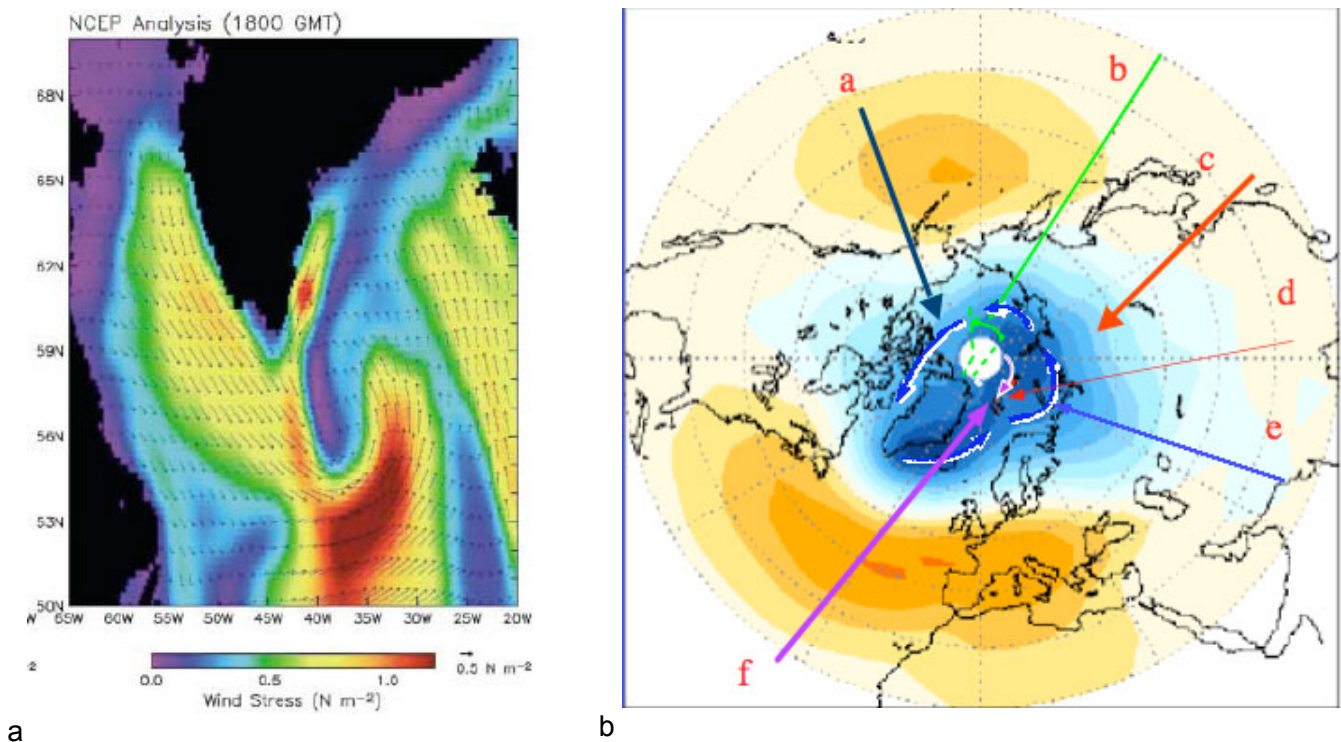 NCEP Analysis (1800 GMT)
68N
65N
62N
59N
56N
53N
50N
W 65W 60W 55W 50W 45W 40W 35W 30W 25W 20W
2
0.0 0.5 1.0
0.5 N m⁻²
Wind Stress (N m⁻²)
a
a
b
c
d
e
f
b